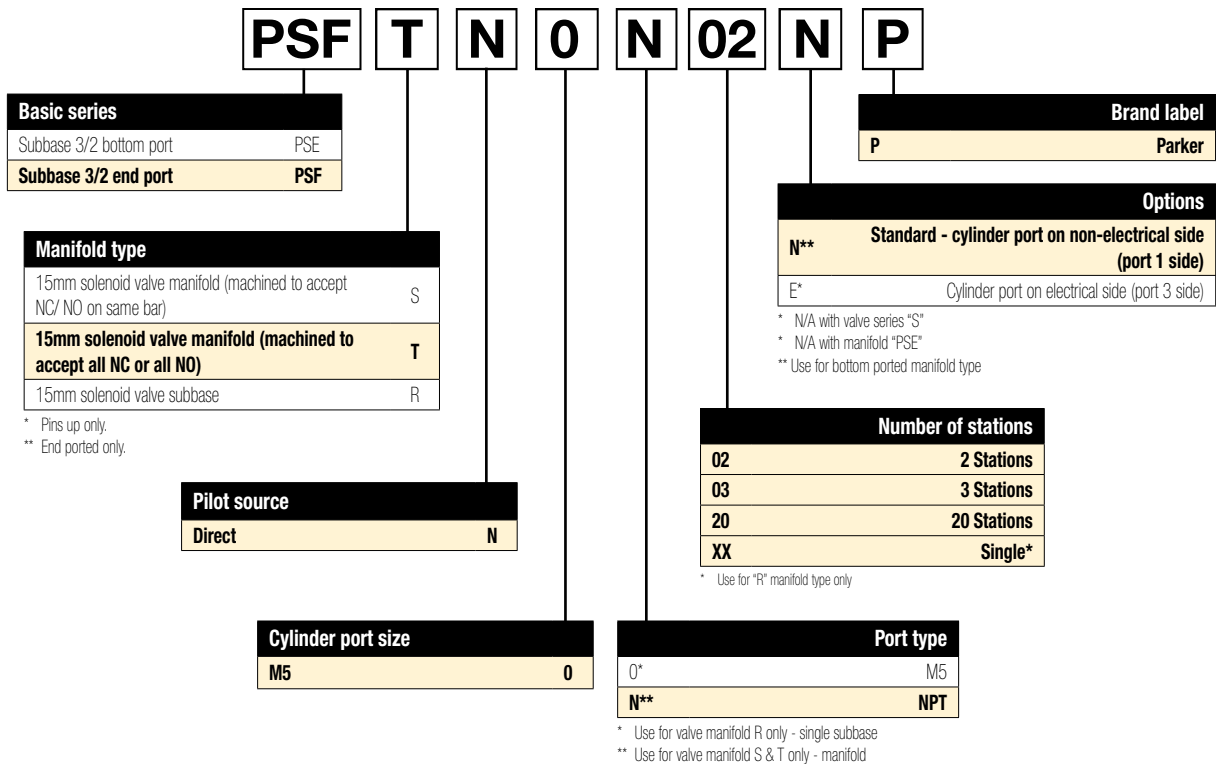 PSF T N 0 N 02 N P
Basic series
Subbase 3/2 bottom port PSE
Subbase 3/2 end port PSF
Brand label
P Parker
Options
N** Standard - cylinder port on non-electrical side
(port 1 side)
E* Cylinder port on electrical side (port 3 side)
* N/A with valve series “S”
* N/A with manifold “PSE”
** Use for bottom ported manifold type
Manifold type
15mm solenoid valve manifold (machined to accept
NC/ NO on same bar) S
15mm solenoid valve manifold (machined to
accept all NC or all NO) T
15mm solenoid valve subbase R
* Pins up only.
** End ported only.
Number of stations
02 2 Stations
03 3 Stations
20 20 Stations
XX Single*
* Use for “R” manifold type only
Pilot source
Direct N
Cylinder port size
M5 0
Port type
0* M5
N** NPT
* Use for valve manifold R only - single subbase
** Use for valve manifold S & T only - manifold